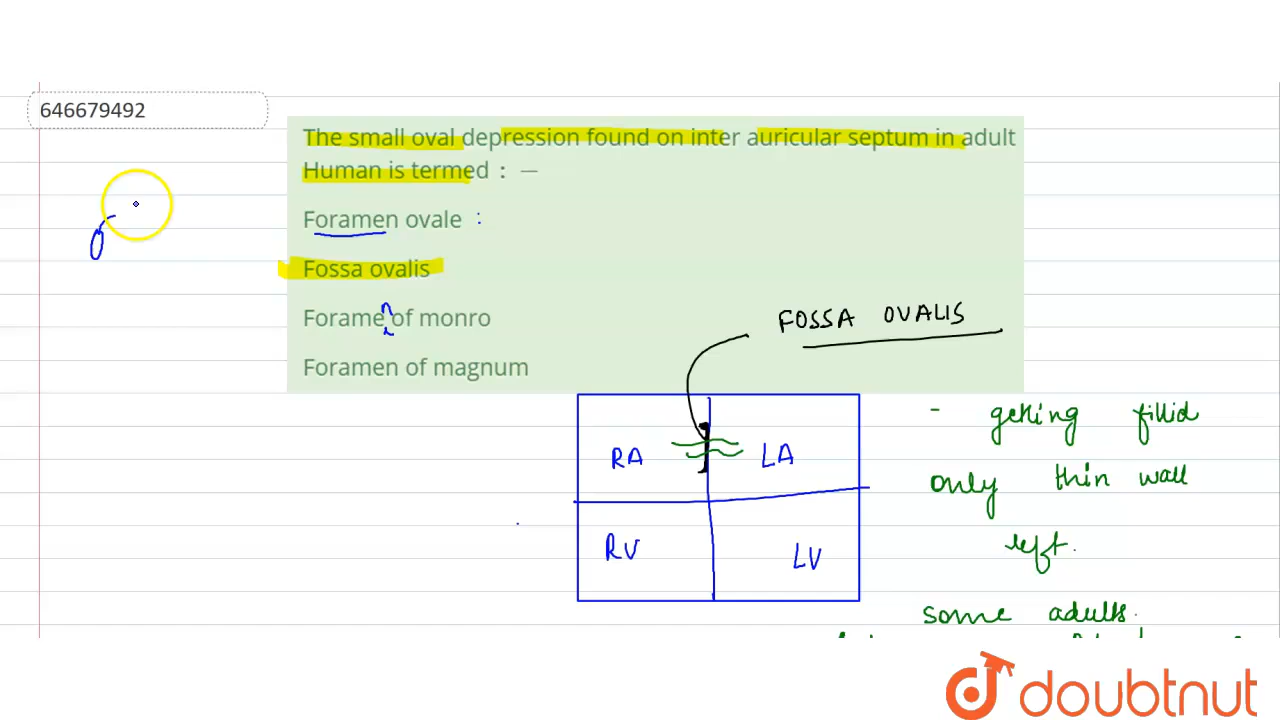 646679492
The small oval depression found on inter auricular septum in adult
Human is termed : —
Foramen ovale :
Fossa ovalis
Foramen of monro
Foramen of magnum
FOSSA OVALIS
RA LA
RV LV
- getting fillid
only thin wall
left.
some adults.
doubtnut